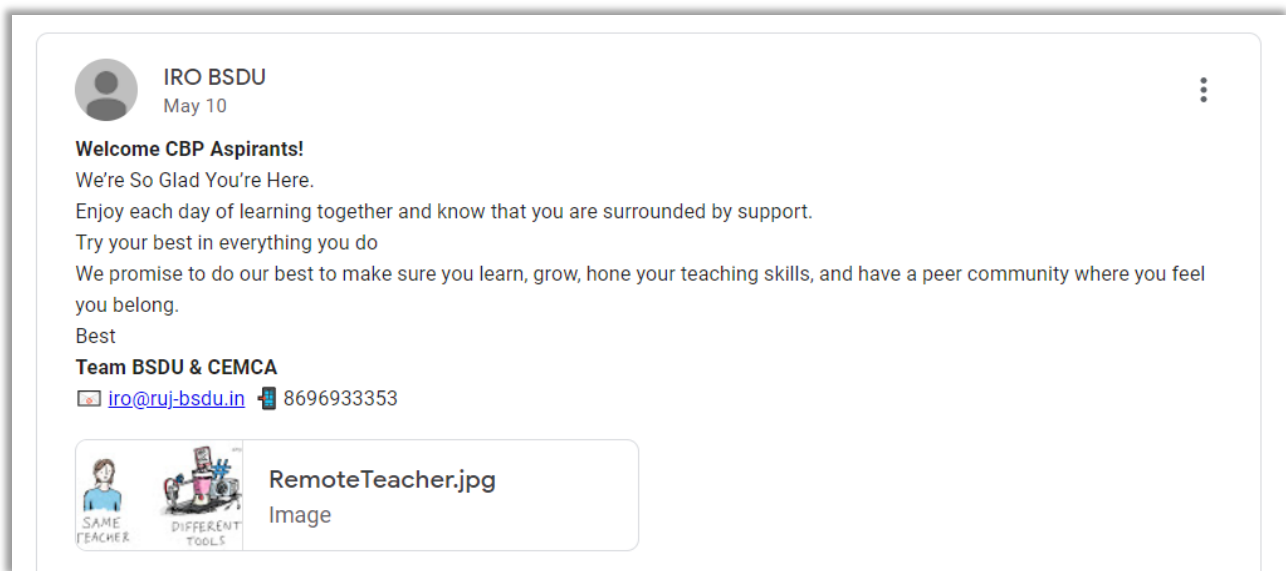 IRO BSDU
May 10
Welcome CBP Aspirants!
We're So Glad You're Here.
Enjoy each day of learning together and know that you are surrounded by support.
Try your best in everything you do
We promise to do our best to make sure you learn, grow, hone your teaching skills, and have a peer community where you feel
you belong.
Best
Team BSDU & CEMCA
iro@ruj-bsdu.in 8696933353
RemoteTeacher.jpg
Image
SAME
TEACHER
DIFFERENT
TOOLS